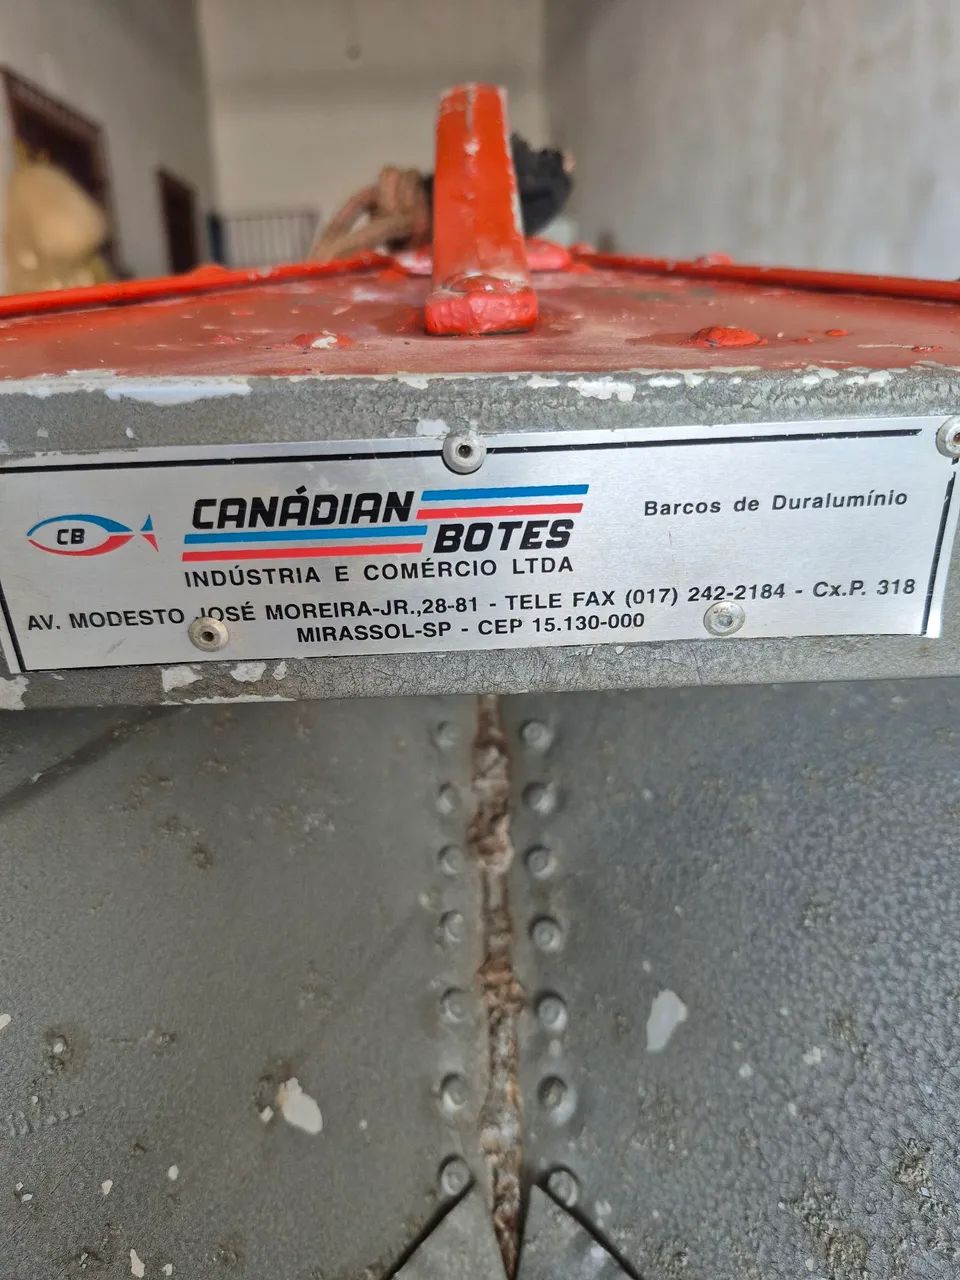 CB
CANÁDIAN
BOTES
Barcos de Duralumínio
INDÚSTRIA E COMÉRCIO LTDA
AV. MODESTO JOSÉ MOREIRA-JR.,28-81 - TELE FAX (017) 242-2184 - Cx.P. 318
MIRASSOL-SP - CEP 15.130-000